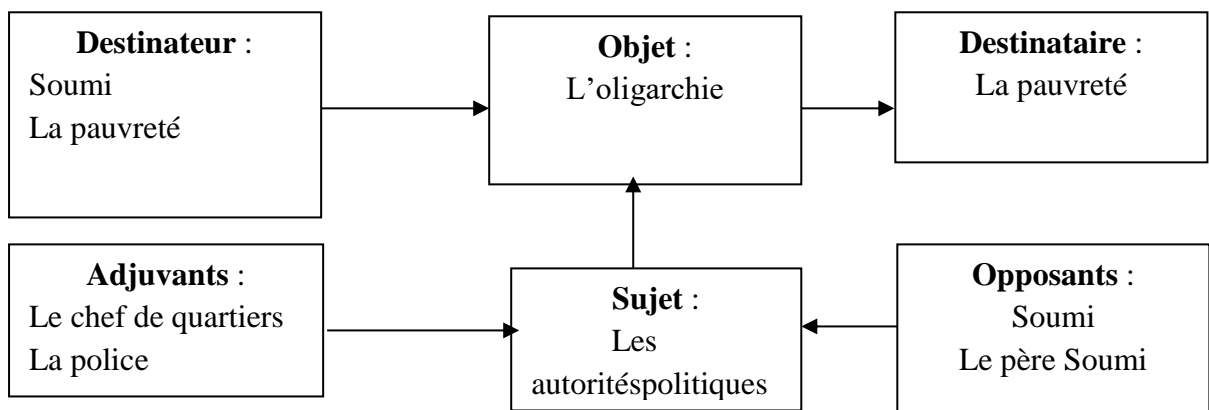 Destinateur :
Soumi
La pauvreté
Objet :
L’oligarchie
Destinataire :
La pauvreté
Adjuvants :
Le chef de quartiers
La police
Sujet :
Les
autoritéspolitiques
Opposants :
Soumi
Le père Soumi